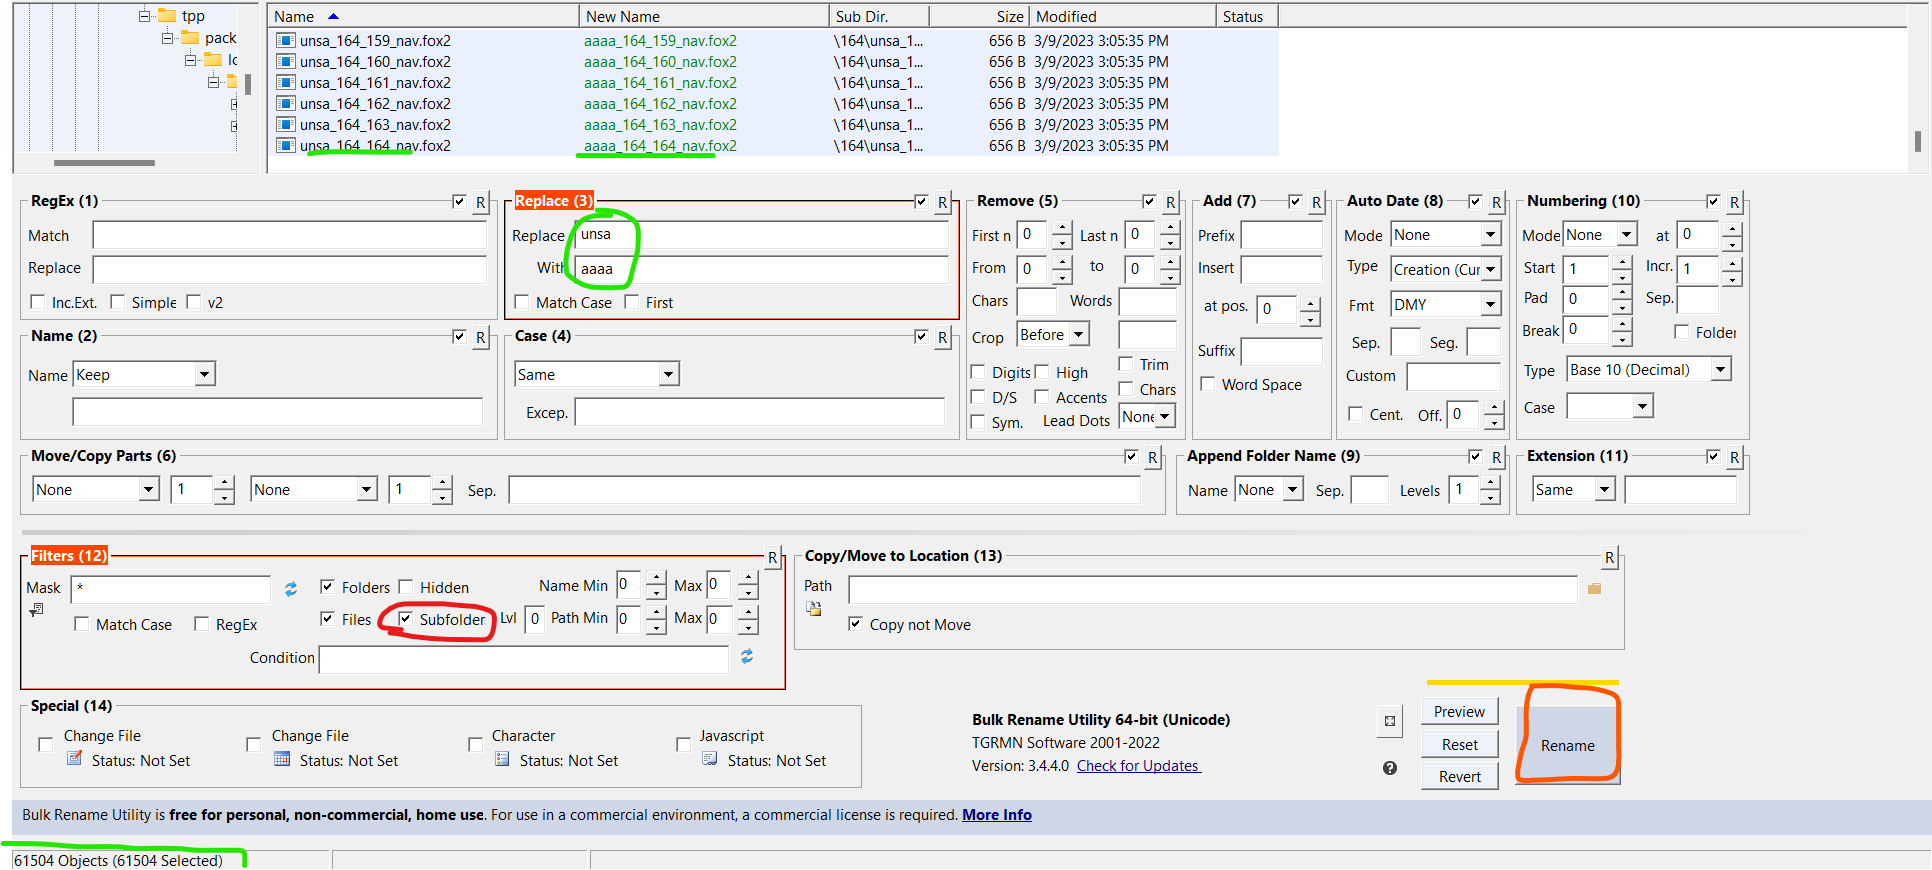 tpp
pack
lc
Name New Name Sub Dir. Size Modified Status
unsa_164_159_nav.fox2 aaaa_164_159_nav.fox2 \164\unsa_1... 656 B 3/9/2023 3:05:35 PM
unsa_164_160_nav.fox2 aaaa_164_160_nav.fox2 \164\unsa_1... 656 B 3/9/2023 3:05:35 PM
unsa_164_161_nav.fox2 aaaa_164_161_nav.fox2 \164\unsa_1... 656 B 3/9/2023 3:05:35 PM
unsa_164_162_nav.fox2 aaaa_164_162_nav.fox2 \164\unsa_1... 656 B 3/9/2023 3:05:35 PM
unsa_164_163_nav.fox2 aaaa_164_163_nav.fox2 \164\unsa_1... 656 B 3/9/2023 3:05:35 PM
unsa_164_164_nav.fox2 aaaa_164_164_nav.fox2 \164\unsa_1... 656 B 3/9/2023 3:05:35 PM
RegEx (1) R
Match
Replace
Inc.Ext. Simple v2
Replace (3) R
Replace unsa
With aaaa
Match Case First
Remove (5) R
First n 0 Last n 0
From 0 to 0
Chars Words
Crop Before
Digits High Trim
D/S Accents Chars
Sym. Lead Dots None
Add (7) R
Prefix
Insert
at pos. 0
Suffix
Word Space
Auto Date (8) R
Mode None
Type Creation (Cur
Fmt DMY
Sep. Seg.
Custom
Cent. Off. 0
Numbering (10) R
Mode None at 0
Start 1 Incr. 1
Pad 0 Sep.
Break 0 Folder
Type Base 10 (Decimal)
Case
Name (2) R
Name Keep
Case (4) R
Same
Excep.
Move/Copy Parts (6) R
None 1 None 1 Sep.
Append Folder Name (9) R
Name None Sep. Levels 1
Extension (11) R
Same
Filters (12) R
Mask * Folders Hidden Name Min 0 Max 0
Match Case RegEx Files Subfolder Lvl 0 Path Min 0 Max 0
Condition
Copy/Move to Location (13) R
Path
Copy not Move
Special (14)
Change File
Status: Not Set
Change File
Status: Not Set
Character
Status: Not Set
Javascript
Status: Not Set
Bulk Rename Utility 64-bit (Unicode)
TGRMN Software 2001-2022
Version: 3.4.4.0 Check for Updates
Preview
Reset
Revert
Rename
Bulk Rename Utility is free for personal, non-commercial, home use. For use in a commercial environment, a commercial license is required. More Info
61504 Objects (61504 Selected)